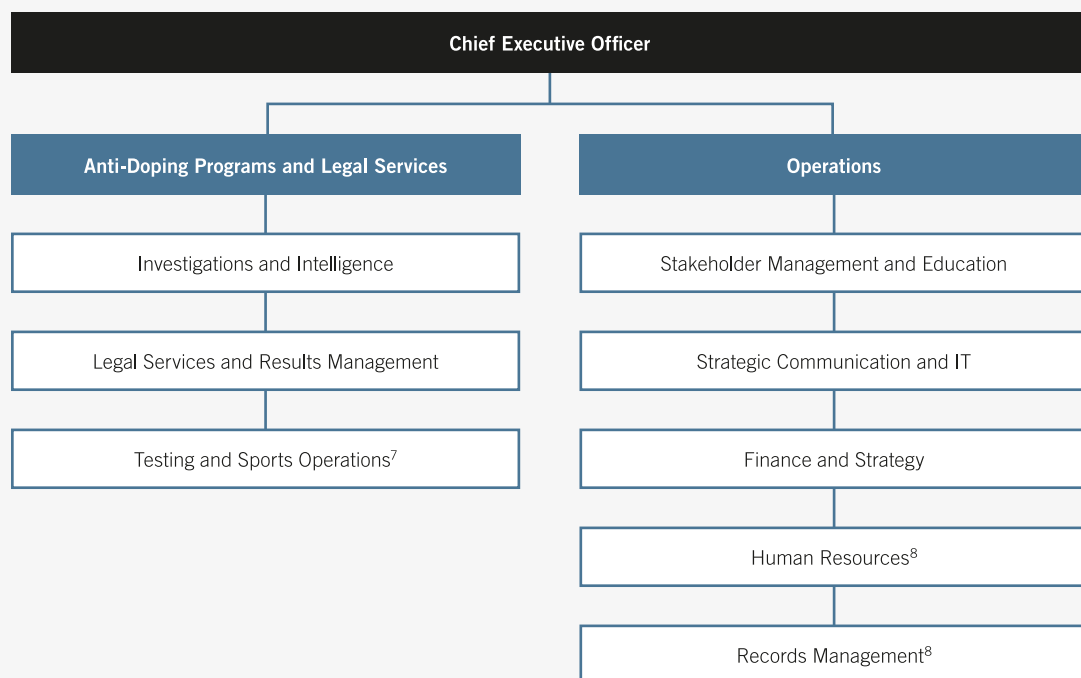 Chief Executive Officer
Anti-Doping Programs and Legal Services
Investigations and Intelligence
Legal Services and Results Management
Testing and Sports Operations⁷
Operations
Stakeholder Management and Education
Strategic Communication and IT
Finance and Strategy
Human Resources⁸
Records Management⁸